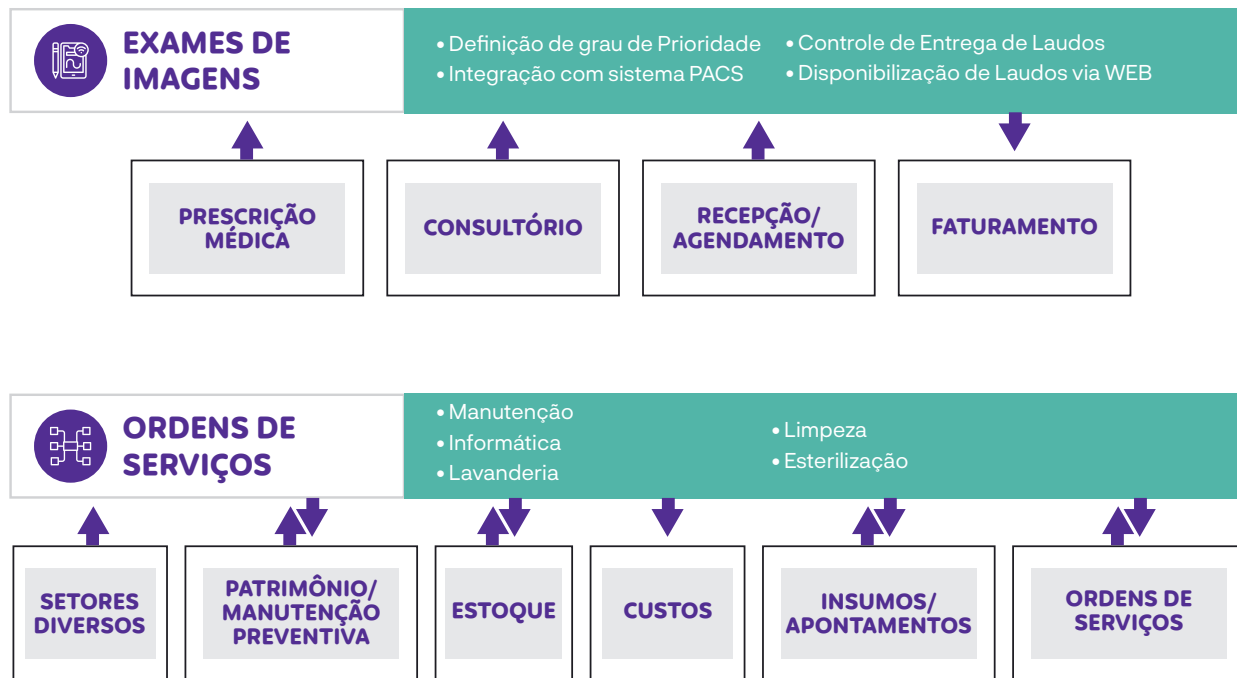 EXAMES DE
IMAGENS
• Definição de grau de Prioridade
• Integração com sistema PACS
• Controle de Entrega de Laudos
• Disponibilização de Laudos via WEB
PRESCRIÇÃO
MÉDICA
CONSULTÓRIO
RECEPÇÃO/
AGENDAMENTO
FATURAMENTO
ORDENS DE
SERVIÇOS
• Manutenção
• Informática
• Lavanderia
• Limpeza
• Esterilização
SETORES
DIVERSOS
PATRIMÔNIO/
MANUTENÇÃO
PREVENTIVA
ESTOQUE
CUSTOS
INSUMOS/
APONTAMENTOS
ORDENS DE
SERVIÇOS